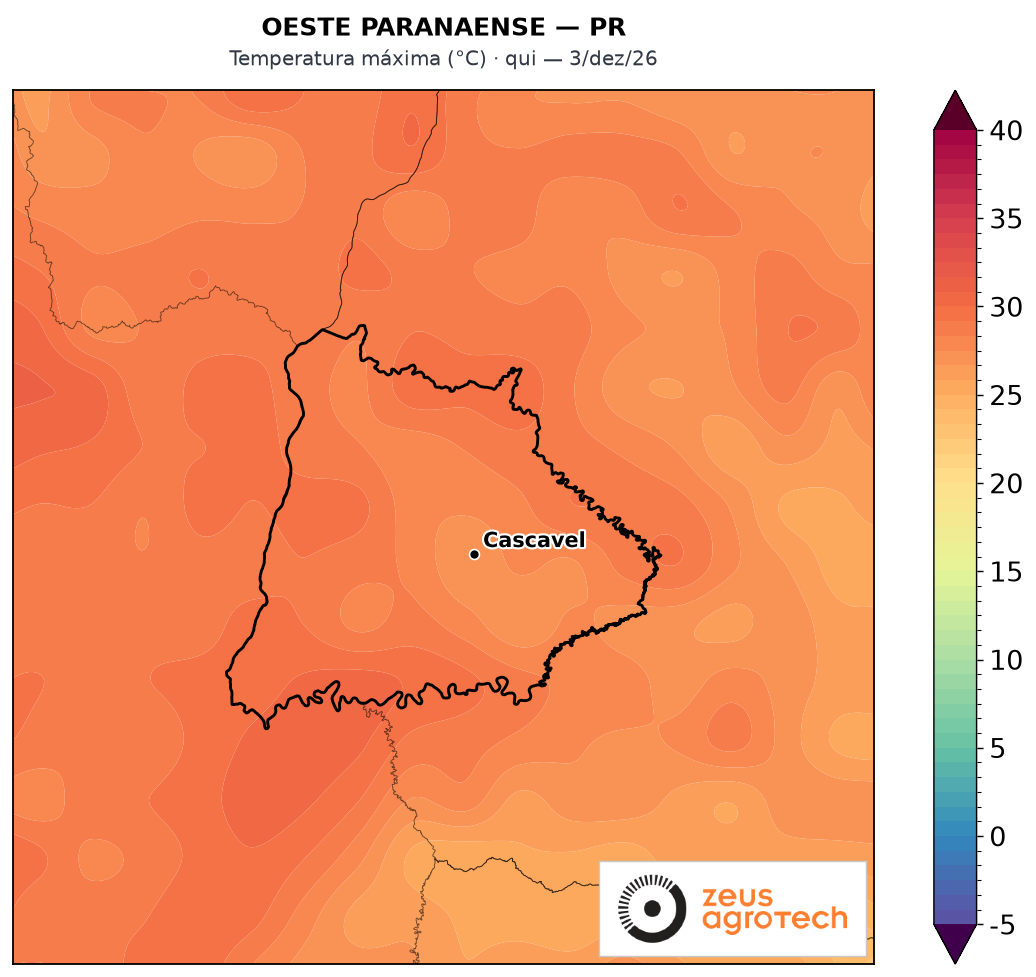 OESTE PARANAENSE — PR
Temperatura máxima (°C) · qui — 3/dez/26
40
35
30
25
20
15
10
5
0
-5
Cascavel
zeus
agrotech